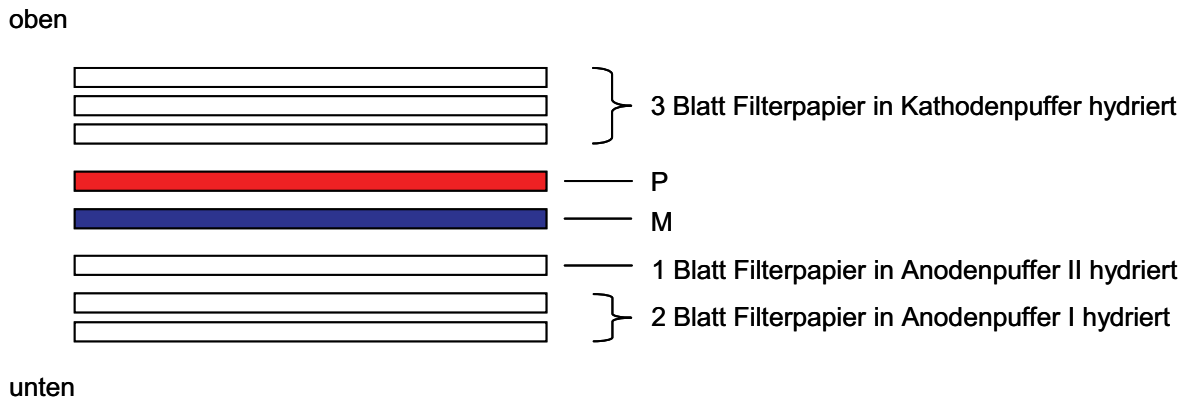 oben
3 Blatt Filterpapier in Kathodenpuffer hydriert
P
M
1 Blatt Filterpapier in Anodenpuffer II hydriert
2 Blatt Filterpapier in Anodenpuffer I hydriert
unten